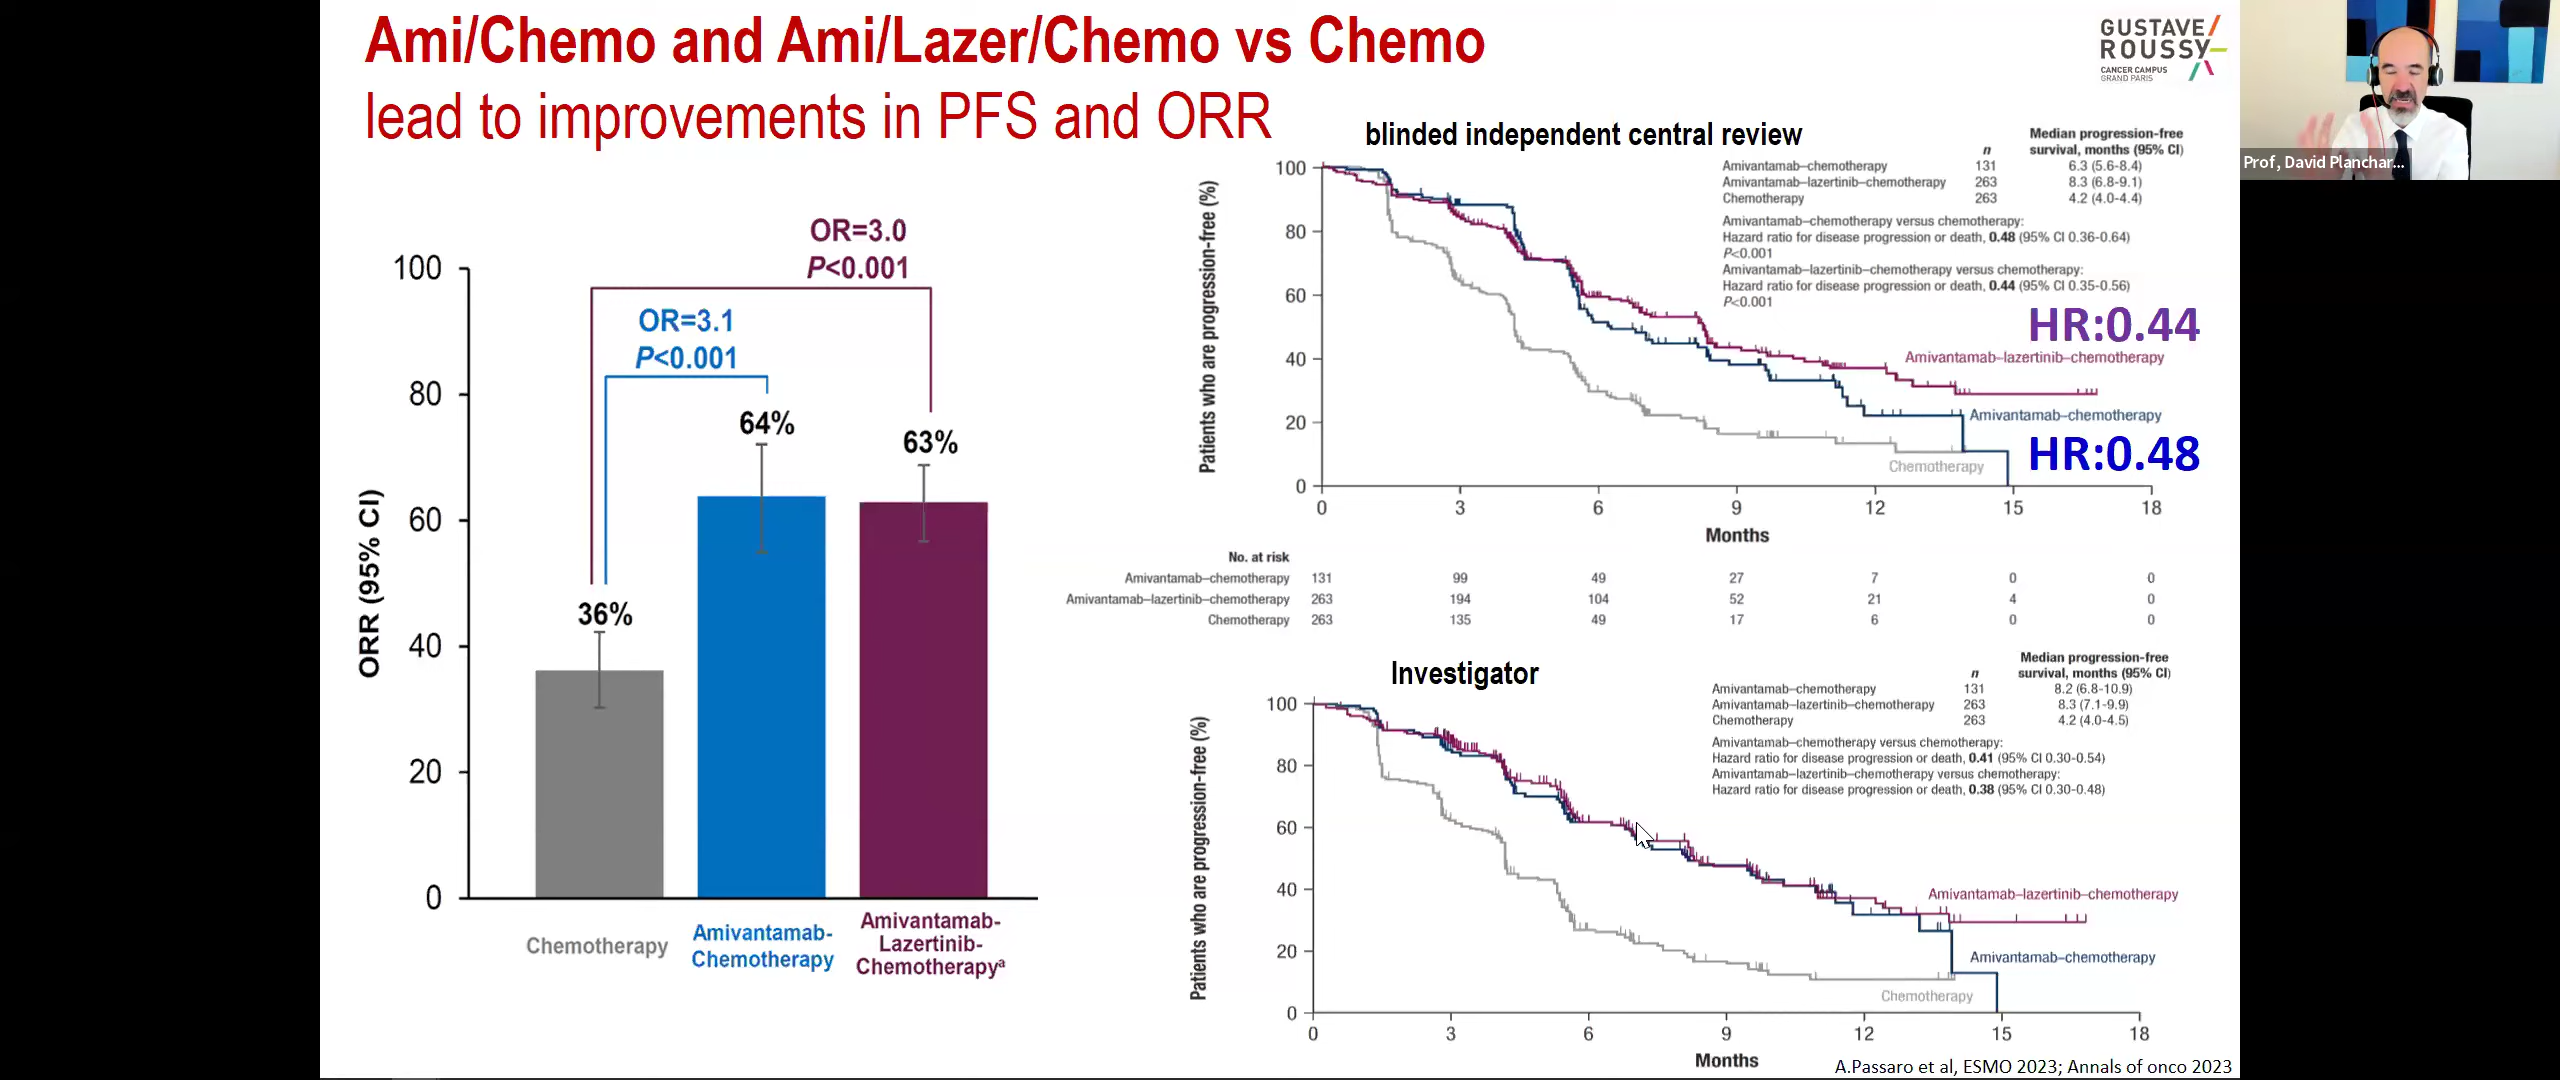 Ami/Chemo and Ami/Lazer/Chemo vs Chemo
lead to improvements in PFS and ORR
GUSTAVE/
ROUSSY
CANCER CAMPUS
GRAND PARIS
Prof, David Planchar...
ORR (95% CI)
100
80
60
40
20
0
OR=3.0
P<0.001
OR=3.1
P<0.001
36%
64%
63%
Chemotherapy
Amivantamab-
Chemotherapy
Amivantamab-
Lazertinib-
Chemotherapyᵃ
blinded independent central review
Median progression-free
n survival, months (95% CI)
Amivantamab–chemotherapy 131 6.3 (5.6-8.4)
Amivantamab–lazertinib–chemotherapy 263 8.3 (6.8-9.1)
Chemotherapy 263 4.2 (4.0-4.4)
Amivantamab–chemotherapy versus chemotherapy:
Hazard ratio for disease progression or death, 0.48 (95% CI 0.36-0.64)
P<0.001
Amivantamab–lazertinib–chemotherapy versus chemotherapy:
Hazard ratio for disease progression or death, 0.44 (95% CI 0.35-0.56)
P<0.001
HR:0.44
Amivantamab–lazertinib–chemotherapy
Amivantamab–chemotherapy
HR:0.48
Chemotherapy
Patients who are progression-free (%)
100
80
60
40
20
0
0 3 6 9 12 15 18
Months
No. at risk
Amivantamab–chemotherapy 131 99 49 27 7 0 0
Amivantamab–lazertinib–chemotherapy 263 194 104 52 21 4 0
Chemotherapy 263 135 49 17 6 0 0
Investigator
Median progression-free
n survival, months (95% CI)
Amivantamab–chemotherapy 131 8.2 (6.8-10.9)
Amivantamab–lazertinib–chemotherapy 263 8.3 (7.1-9.9)
Chemotherapy 263 4.2 (4.0-4.5)
Amivantamab–chemotherapy versus chemotherapy:
Hazard ratio for disease progression or death, 0.41 (95% CI 0.30-0.54)
Amivantamab–lazertinib–chemotherapy versus chemotherapy:
Hazard ratio for disease progression or death, 0.38 (95% CI 0.30-0.48)
Amivantamab–lazertinib–chemotherapy
Amivantamab–chemotherapy
Chemotherapy
Patients who are progression-free (%)
100
80
60
40
20
0
0 3 6 9 12 15 18
Months
A.Passaro et al, ESMO 2023; Annals of onco 2023